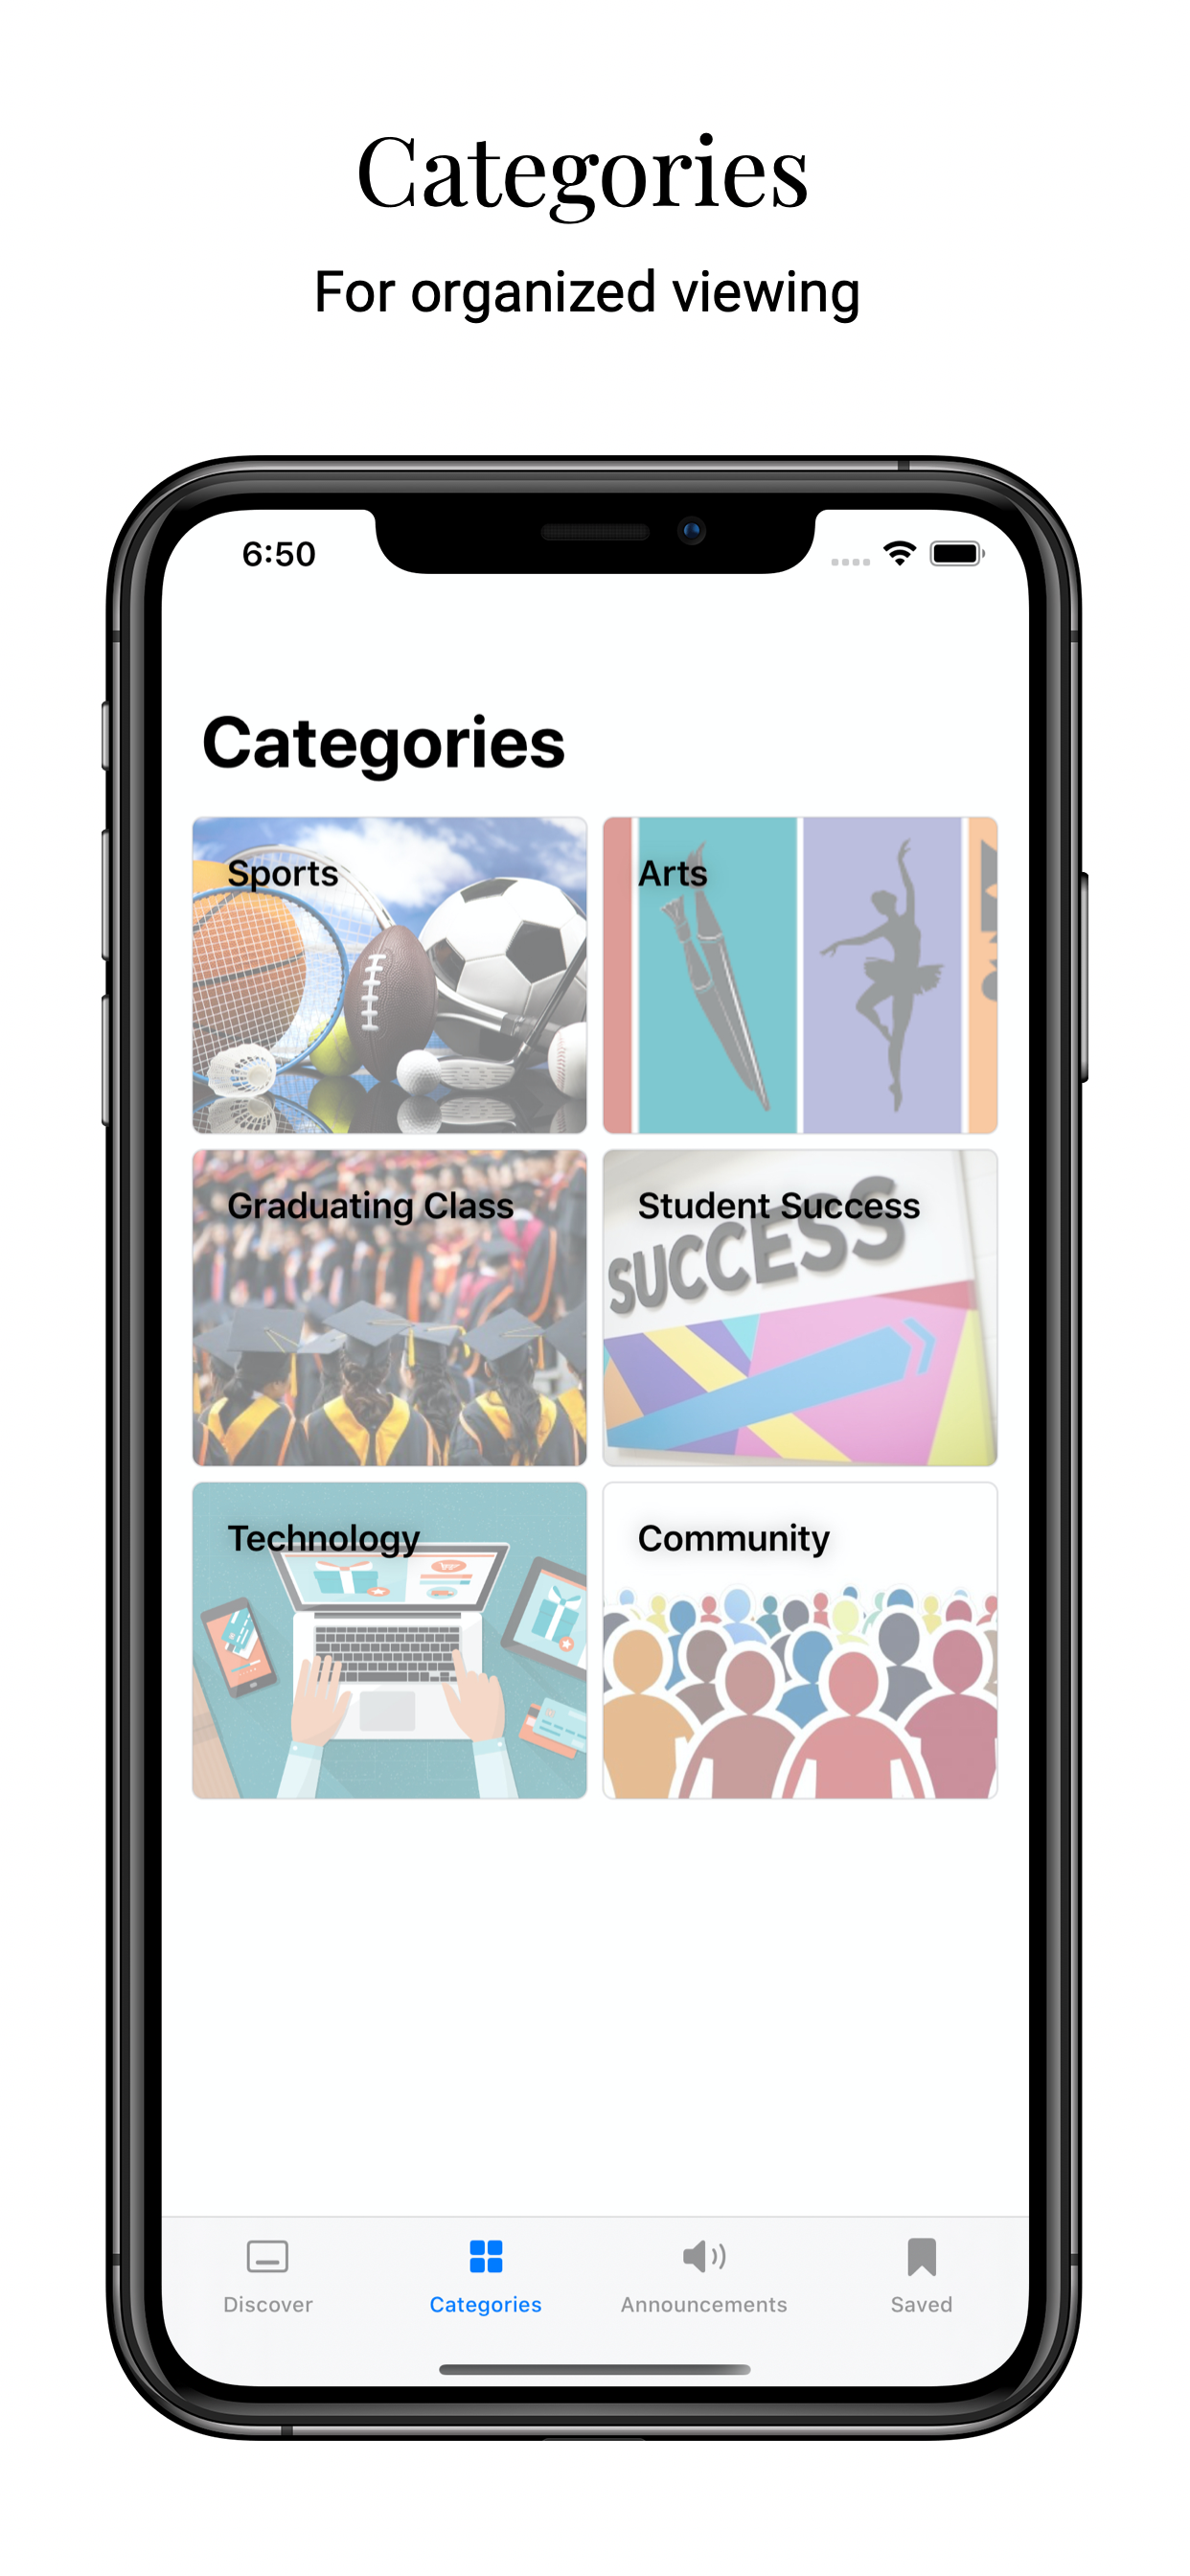 Categories
For organized viewing
6:50
Categories
Sports
Arts
Graduating Class
Student Success
SUCCESS
Technology
Community
Discover
Categories
Announcements
Saved